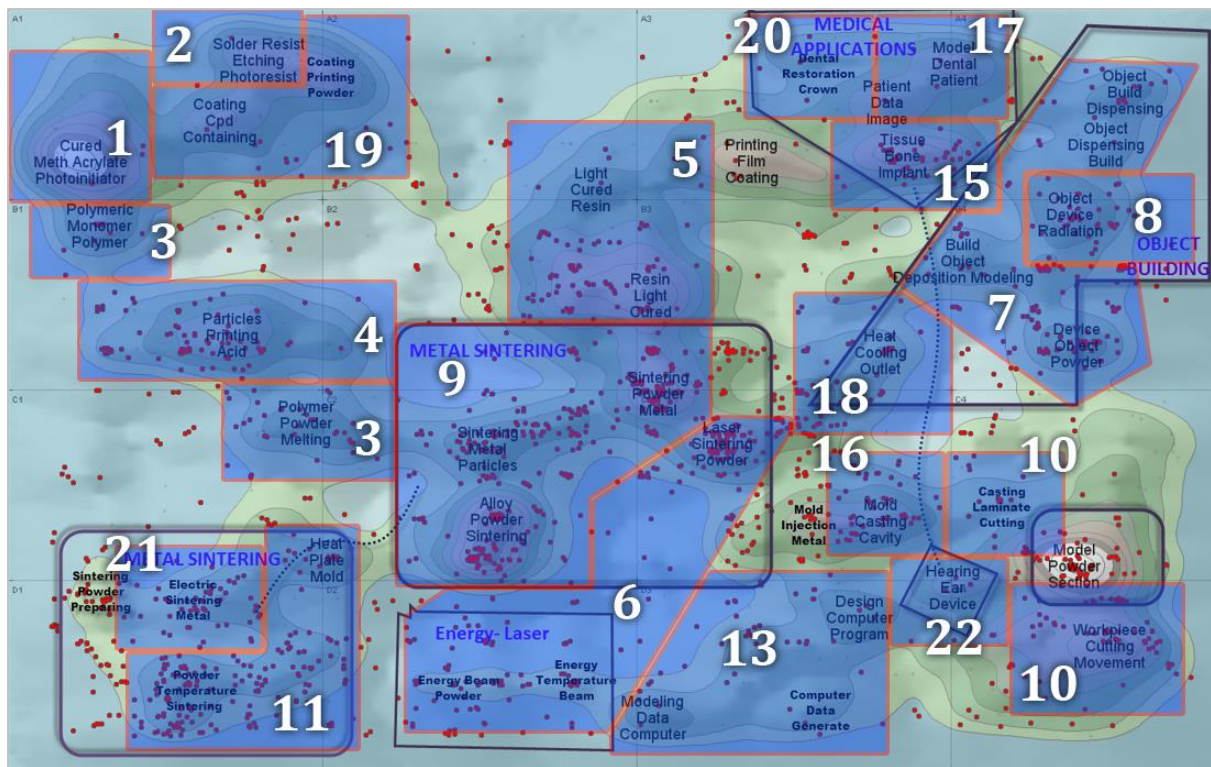 A1
A2
A3
A4
2
Solder Resist
Etching
Photoresist
Coating
Printing
Powder
Coating
Cpd
Containing
19
1
Cured
Meth Acrylate
Photoinitiator
20
MEDICAL
APPLICATIONS
17
Dental
Restoration
Crown
Model
Dental
Patient
Patient
Data
Image
Tissue
Bone
Implant
15
Object
Build
Dispensing
Object
Dispensing
Build
5
Light
Cured
Resin
Printing
Film
Coating
B1
B2
B3
Polymeric
Monomer
Polymer
3
Object
Device
Radiation
8
OBJECT
BUILDING
Build
Object
Deposition Modeling
7
Resin
Light
Cured
Particles
Printing
Acid
4
Device
Object
Powder
Heat
Cooling
Outlet
18
METAL SINTERING
9
Sintering
Powder
Metal
C1
C4
Polymer
Powder
Melting
3
Sintering
Metal
Particles
Laser
Sintering
Powder
16
10
Alloy
Powder
Sintering
Mold
Injection
Metal
Mold
Casting
Cavity
Casting
Laminate
Cutting
21
METAL SINTERING
Heat
Plate
Mold
Model
Powder
Section
Sintering
Powder
Preparing
Electric
Sintering
Metal
D1
D2
Hearing
Ear
Device
22
6
Energy- Laser
Design
Computer
Program
13
Workpiece
Cutting
Movement
10
Powder
Temperature
Sintering
11
Energy Beam
Powder
Energy
Temperature
Beam
Modeling
Data
Computer
Computer
Data
Generate